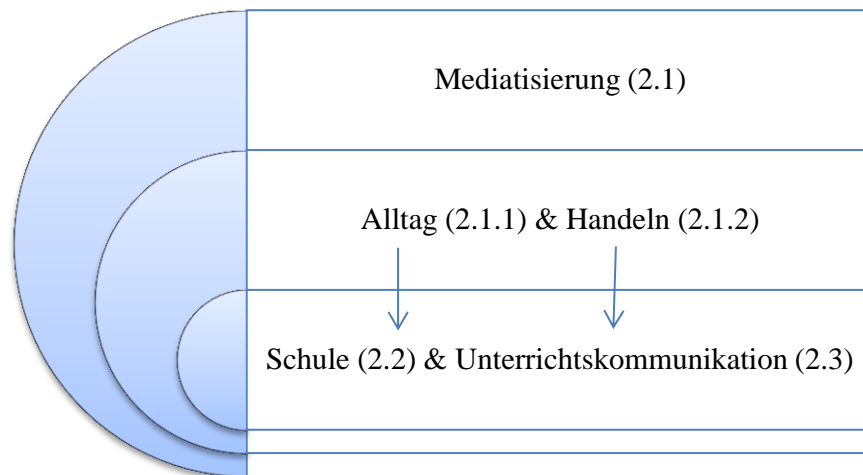 Mediatisierung (2.1)
Alltag (2.1.1) & Handeln (2.1.2)
Schule (2.2) & Unterrichtskommunikation (2.3)